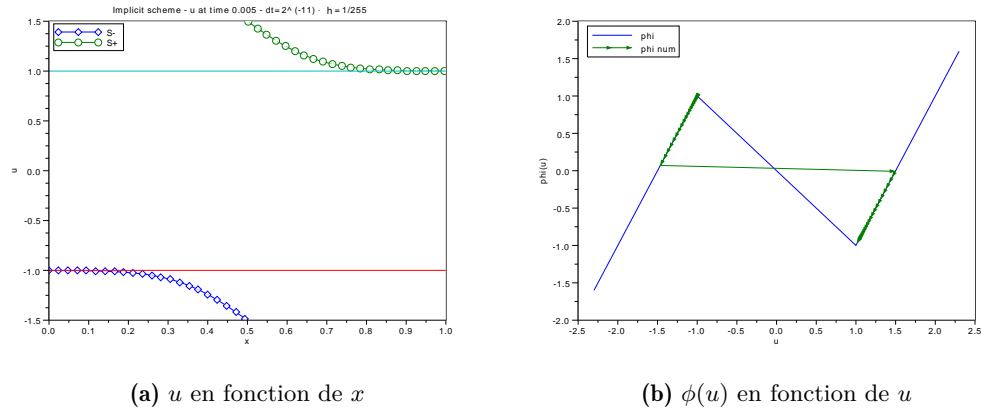 Implicit scheme - u at time 0.005 - dt=2^ (-11) - h = 1/255
S-
S+
1.5
1.0
0.5
0.0
-0.5
-1.0
-1.5
u
0.0 0.1 0.2 0.3 0.4 0.5 0.6 0.7 0.8 0.9 1.0
x
(a) u en fonction de x
phi
phi num
2.0
1.5
1.0
0.5
0.0
-0.5
-1.0
-1.5
-2.0
phi(u)
-2.5 -2.0 -1.5 -1.0 -0.5 0.0 0.5 1.0 1.5 2.0 2.5
u
(b) ϕ(u) en fonction de u